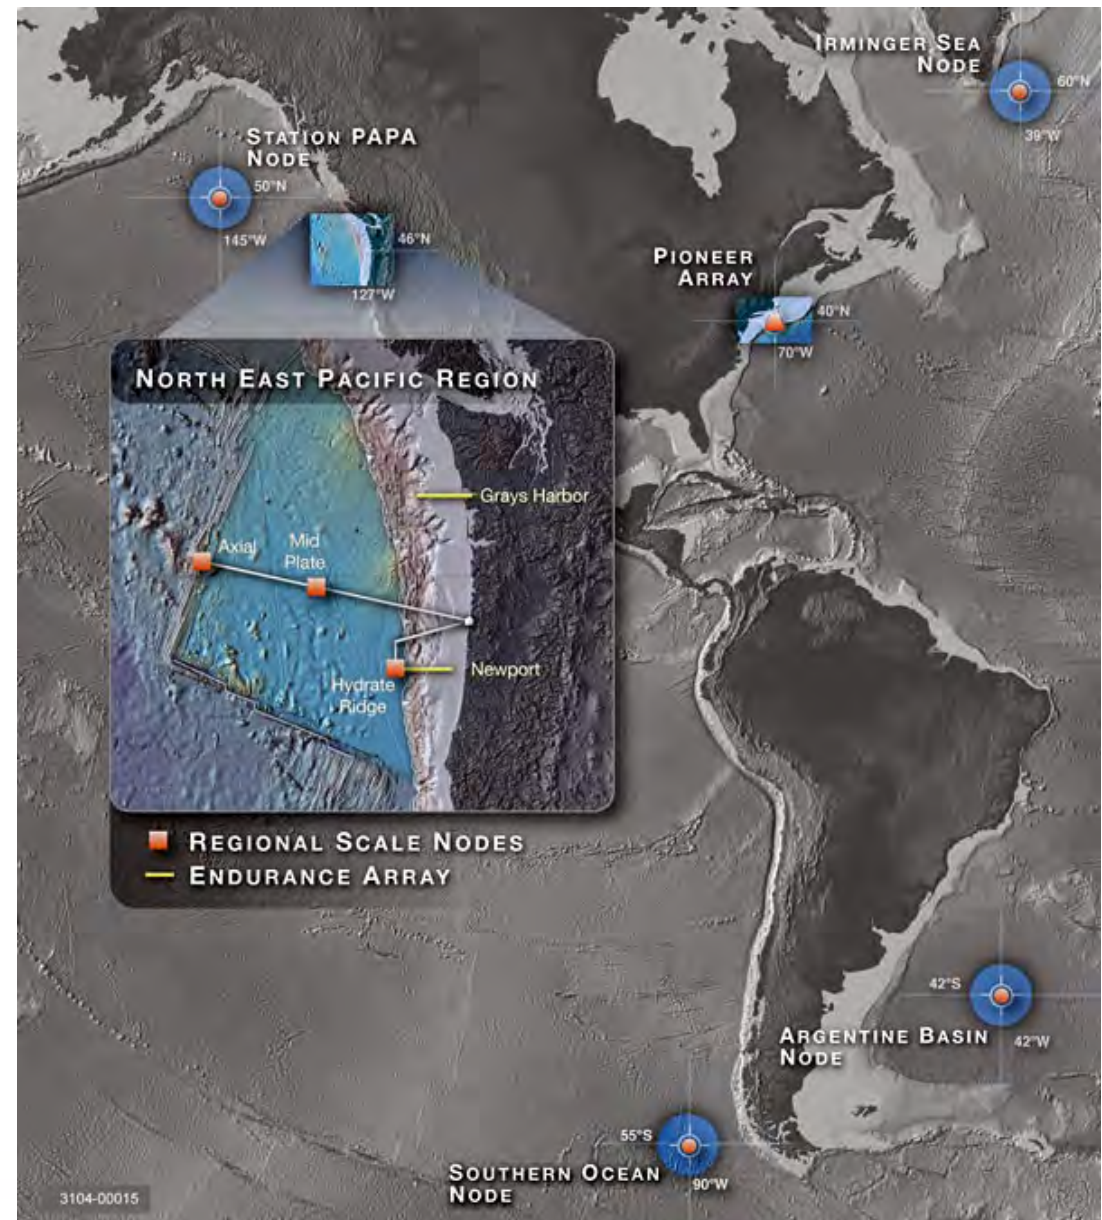 IRMINGER SEA
NODE
60°N
39°W
STATION PAPA
NODE
50°N
145°W
46°N
127°W
PIONEER
ARRAY
40°N
70°W
NORTH EAST PACIFIC REGION
Grays Harbor
Axial
Mid
Plate
Newport
Hydrate
Ridge
REGIONAL SCALE NODES
ENDURANCE ARRAY
42°S
42°W
ARGENTINE BASIN
NODE
55°S
90°W
SOUTHERN OCEAN
NODE
3104-00015